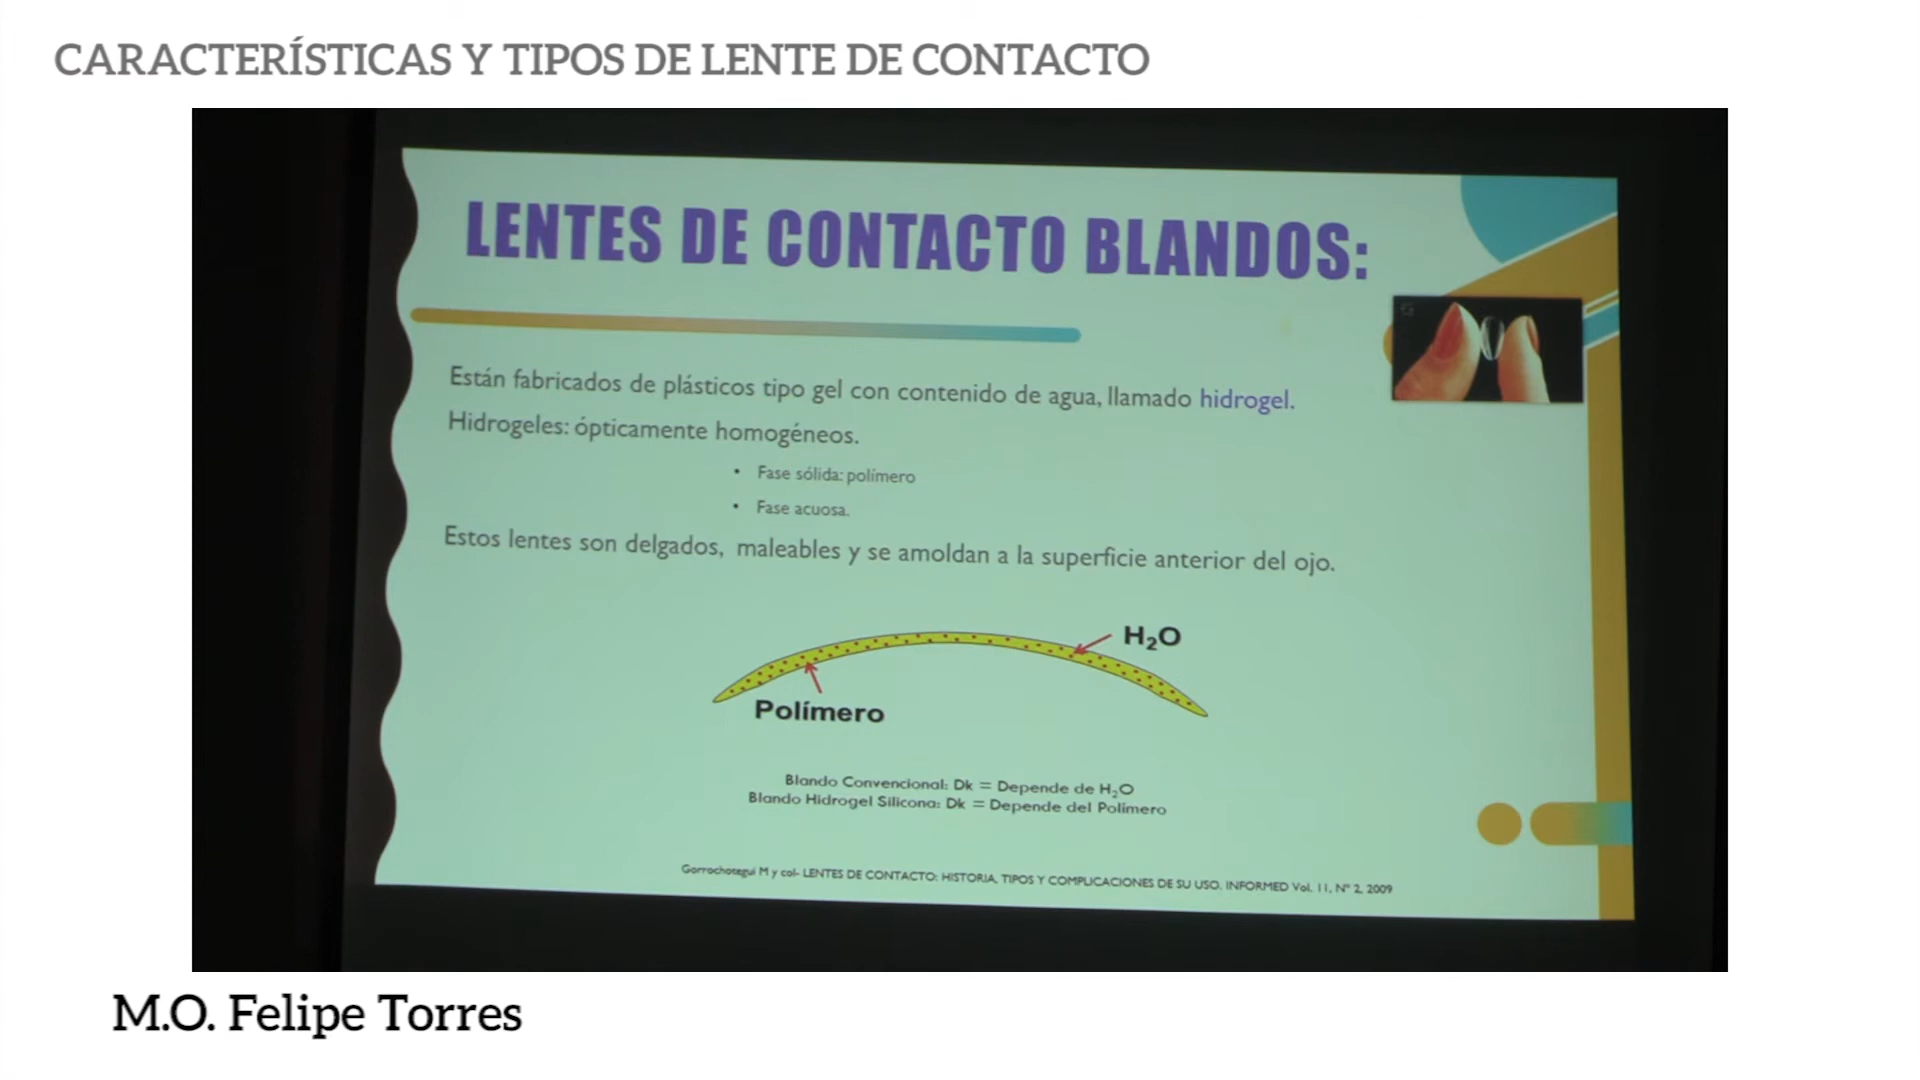 CARACTERÍSTICAS Y TIPOS DE LENTE DE CONTACTO
LENTES DE CONTACTO BLANDOS:
Están fabricados de plásticos tipo gel con contenido de agua, llamado hidrogel.
Hidrogeles: ópticamente homogéneos.
• Fase sólida: polímero
• Fase acuosa.
Estos lentes son delgados, maleables y se amoldan a la superficie anterior del ojo.
H₂O
Polímero
Blando Convencional: Dk = Depende de H₂O
Blando Hidrogel Silicona: Dk = Depende del Polímero
Gorrochotegui M y col- LENTES DE CONTACTO: HISTORIA, TIPOS Y COMPLICACIONES DE SU USO. INFORMED Vol. 11, Nº 2, 2009
M.O. Felipe Torres